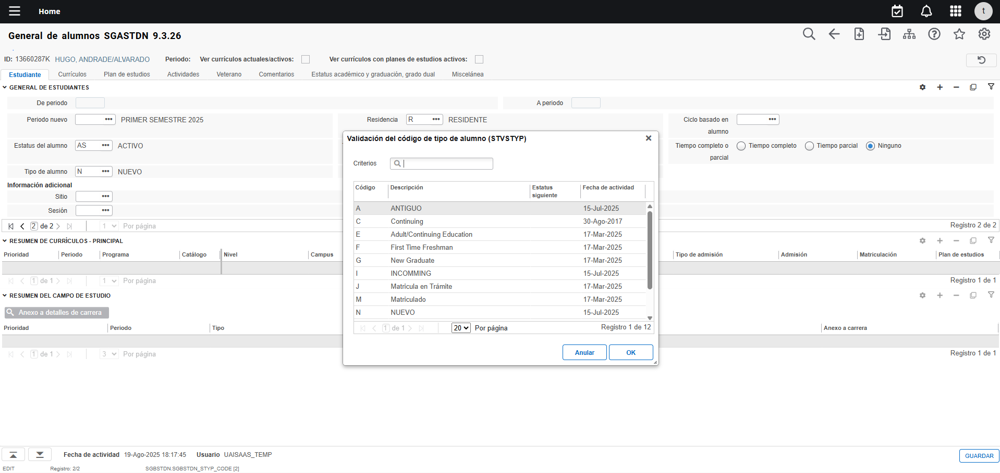 Home
t
General de alumnos SGASTDN 9.3.26
ID: 13660287K HUGO, ANDRADE/ALVARADO Periodo: Ver currículos actuales/activos: Ver currículos con planes de estudios activos:
Estudiante Currículos Plan de estudios Actividades Veterano Comentarios Estatus académico y graduación, grado dual Miscelánea
GENERAL DE ESTUDIANTES
De periodo A periodo
Periodo nuevo PRIMER SEMESTRE 2025 Residencia R RESIDENTE Ciclo basado en
alumno
Estatus del alumno AS ACTIVO Tiempo completo o Tiempo completo Tiempo parcial Ninguno
parcial
Tipo de alumno N NUEVO
Información adicional
Sitio
Sesión
2 de 2 1 Por página Registro 2 de 2
RESUMEN DE CURRÍCULOS - PRINCIPAL
Prioridad Periodo Programa Catálogo Nivel Campus Tipo de admisión Admisión Matriculación Plan de estudios
1 de 1 1 Por página Registro 1 de 1
RESUMEN DEL CAMPO DE ESTUDIO
Anexo a detalles de carrera
Prioridad Periodo Tipo Anexo a carrera
1 de 1 3 Por página Registro 1 de 1
Validación del código de tipo de alumno (STVSTYP)
Criterios
Código Descripción Estatus siguiente Fecha de actividad
A ANTIGUO 15-Jul-2025
C Continuing 30-Ago-2017
E Adult/Continuing Education 17-Mar-2025
F First Time Freshman 17-Mar-2025
G New Graduate 17-Mar-2025
I INCOMMING 15-Jul-2025
J Matricula en Trámite 17-Mar-2025
M Matriculado 17-Mar-2025
N NUEVO 15-Jul-2025
1 de 1 20 Por página Registro 1 de 12
Anular OK
Fecha de actividad 19-Ago-2025 18:17:45 Usuario UAISAAS_TEMP GUARDAR
EDIT Registro: 2/2 SGBSTDN.SGBSTDN_STYP_CODE [2]